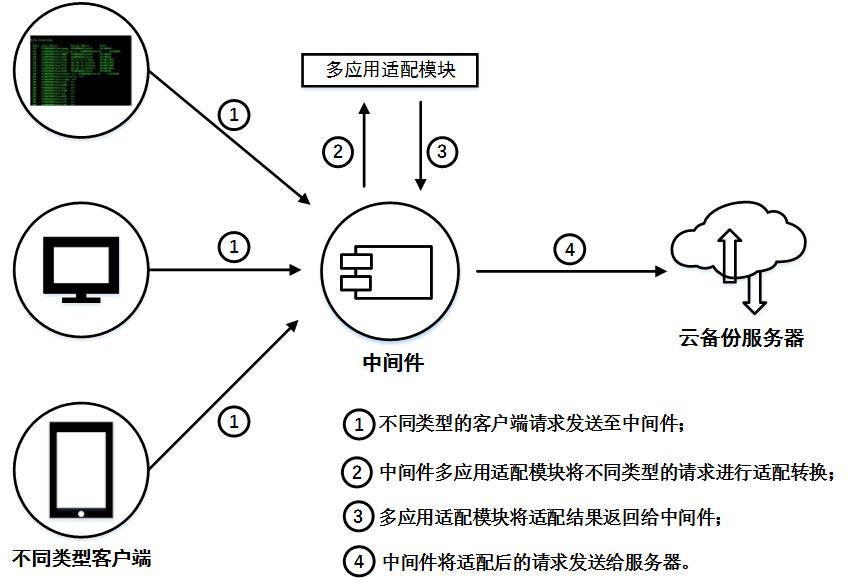 多应用适配模块
1
2
3
1
4
云备份服务器
中间件
1
不同类型客户端
1 不同类型的客户端请求发送至中间件；
2 中间件多应用适配模块将不同类型的请求进行适配转换；
3 多应用适配模块将适配结果返回给中间件；
4 中间件将适配后的请求发送给服务器。